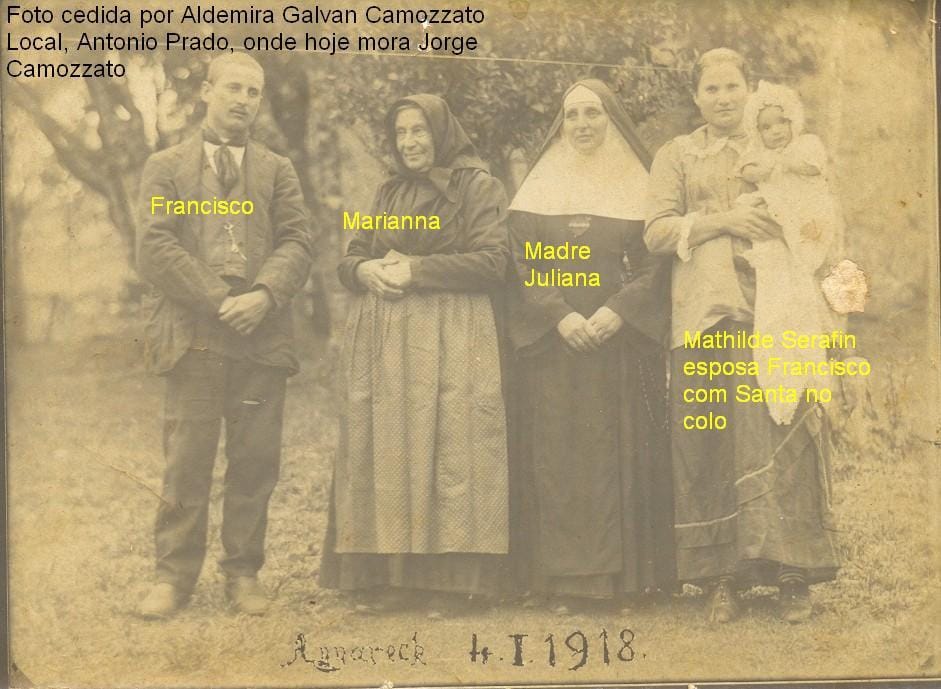 Foto cedida por Aldemira Galvan Camozzato
Local, Antonio Prado, onde hoje mora Jorge
Camozzato
Francisco
Marianna
Madre
Juliana
Mathilde Serafin
esposa Francisco
com Santa no
colo
4.I.1918.